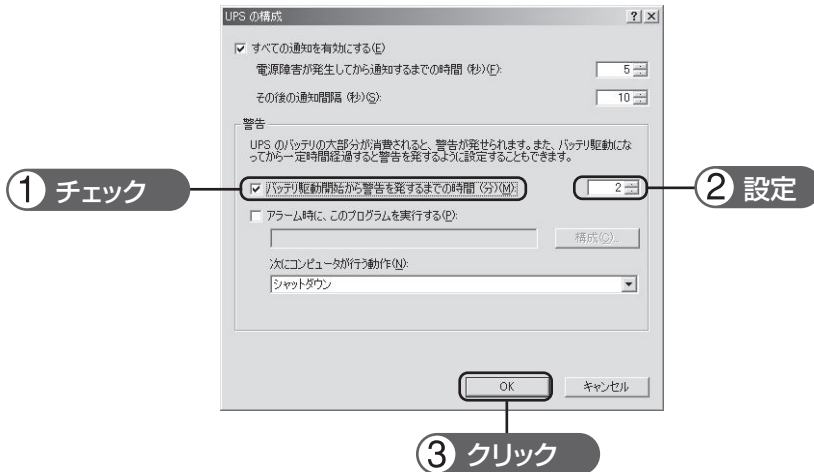 UPS の構成
すべての通知を有効にする(E)
電源障害が発生してから通知するまでの時間 (秒)(F):
5
その後の通知間隔 (秒)(S):
10
警告
UPS のバッテリの大部分が消費されると、警告が発せられます。また、バッテリ駆動にな
ってから一定時間経過すると警告を発するように設定することもできます。
① チェック
バッテリ駆動開始から警告を発するまでの時間 (分)(M):
2
② 設定
アラーム時に、このプログラムを実行する(P):
構成(C)...
次にコンピュータが行う動作(N):
シャットダウン
OK
キャンセル
③ クリック